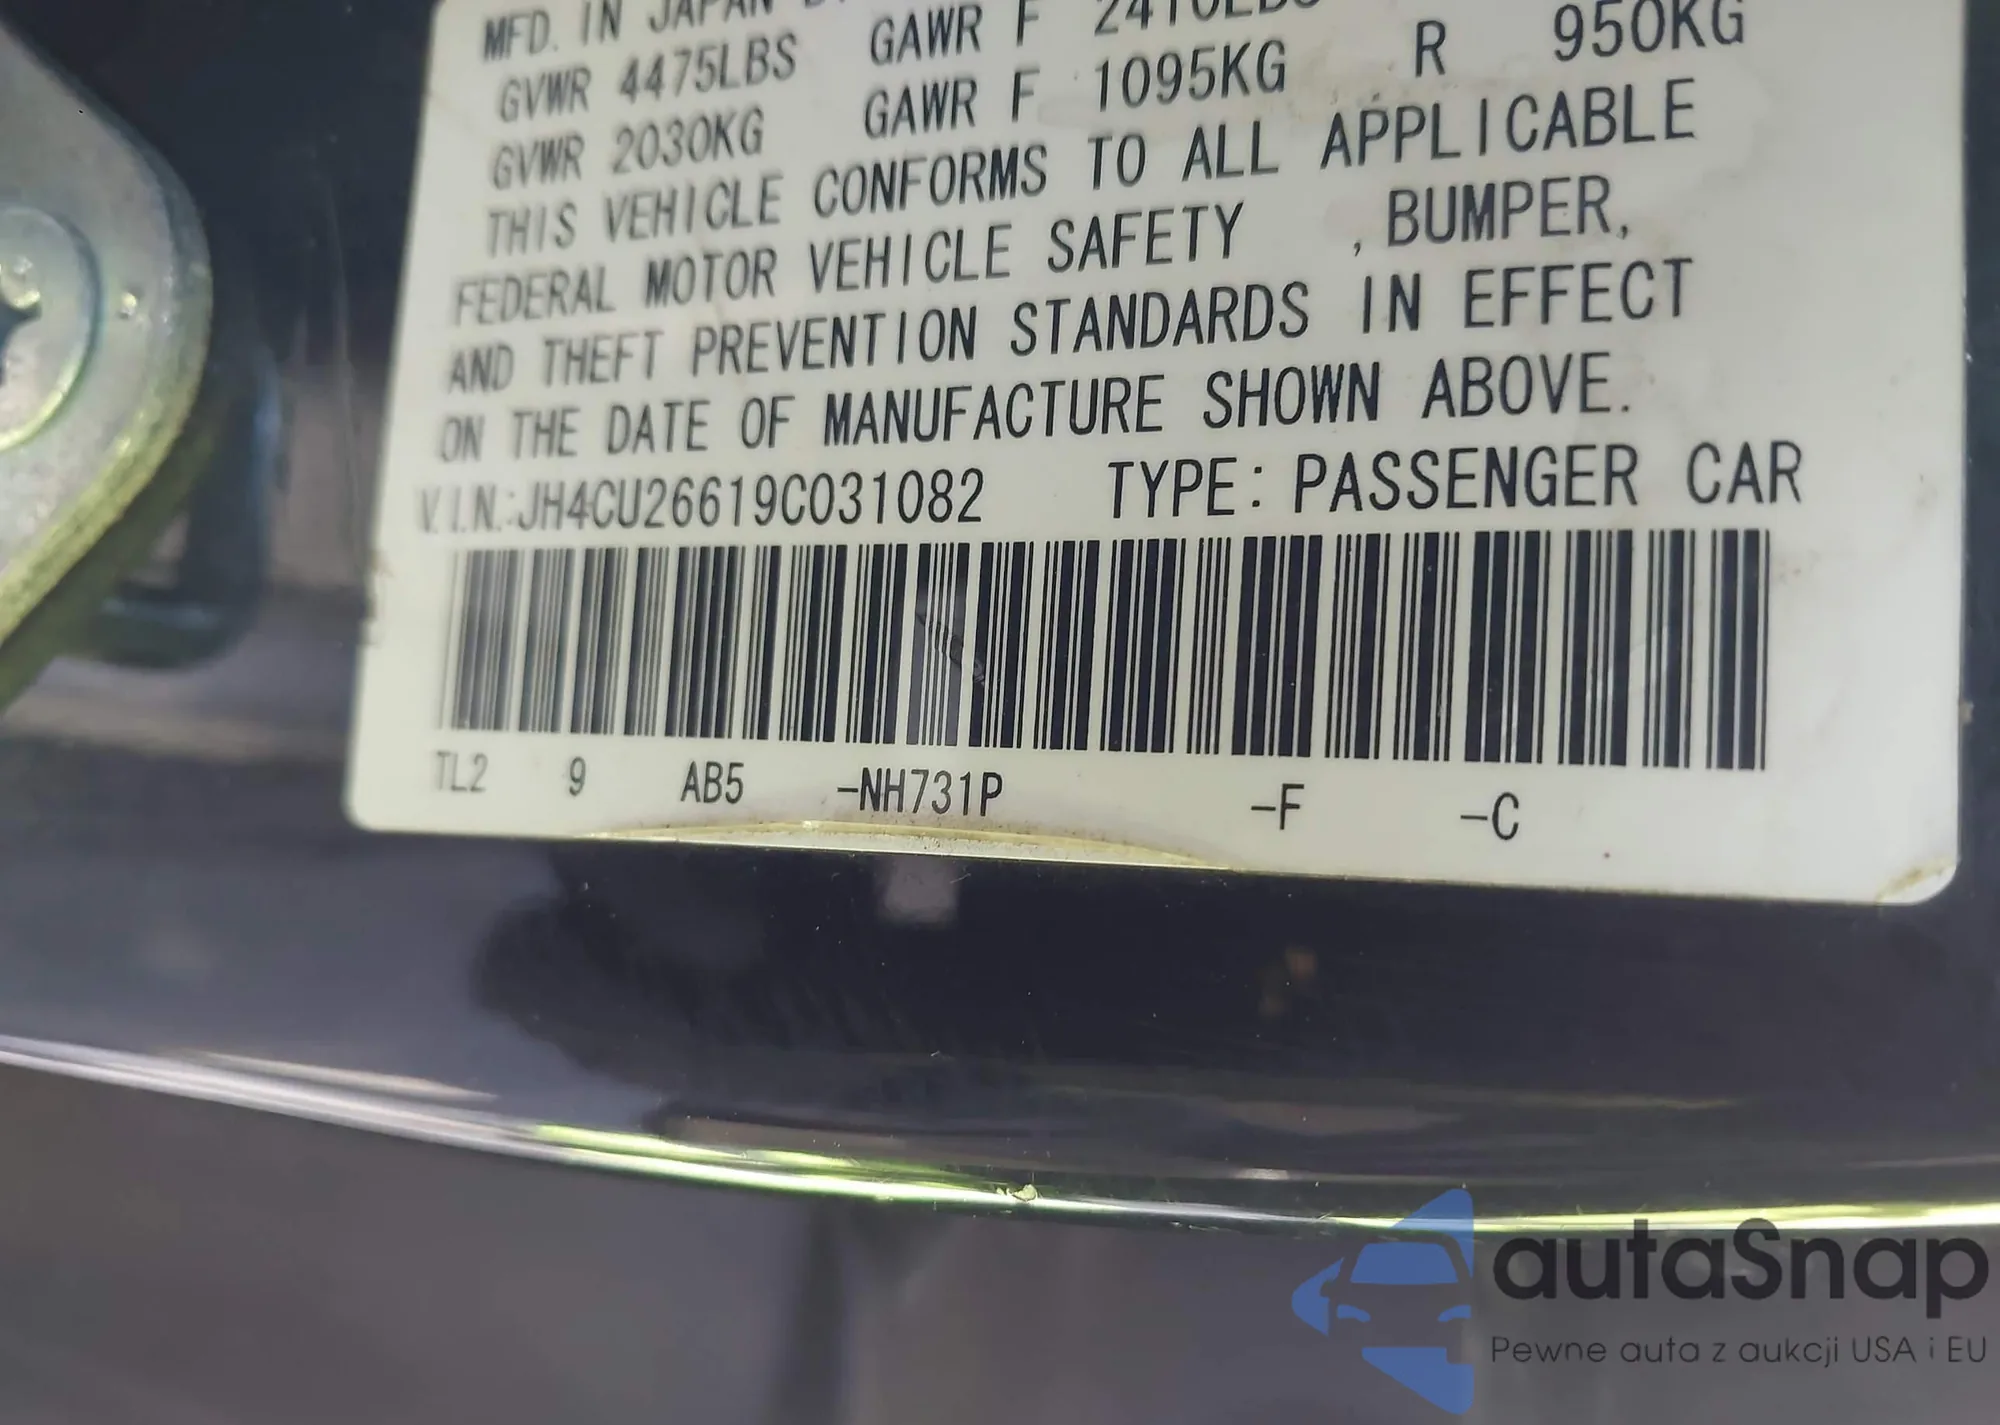 MFD. IN JAPAN
GVWR 4475LBS GAWR F 2410LBS
GVWR 2030KG GAWR F 1095KG R 950KG
THIS VEHICLE CONFORMS TO ALL APPLICABLE
FEDERAL MOTOR VEHICLE SAFETY , BUMPER,
AND THEFT PREVENTION STANDARDS IN EFFECT
ON THE DATE OF MANUFACTURE SHOWN ABOVE.
V.I.N.:JH4CU26619C031082 TYPE: PASSENGER CAR
TL2 9 AB5 -NH731P -F -C
autaSnap
Pewne auta z aukcji USA i EU